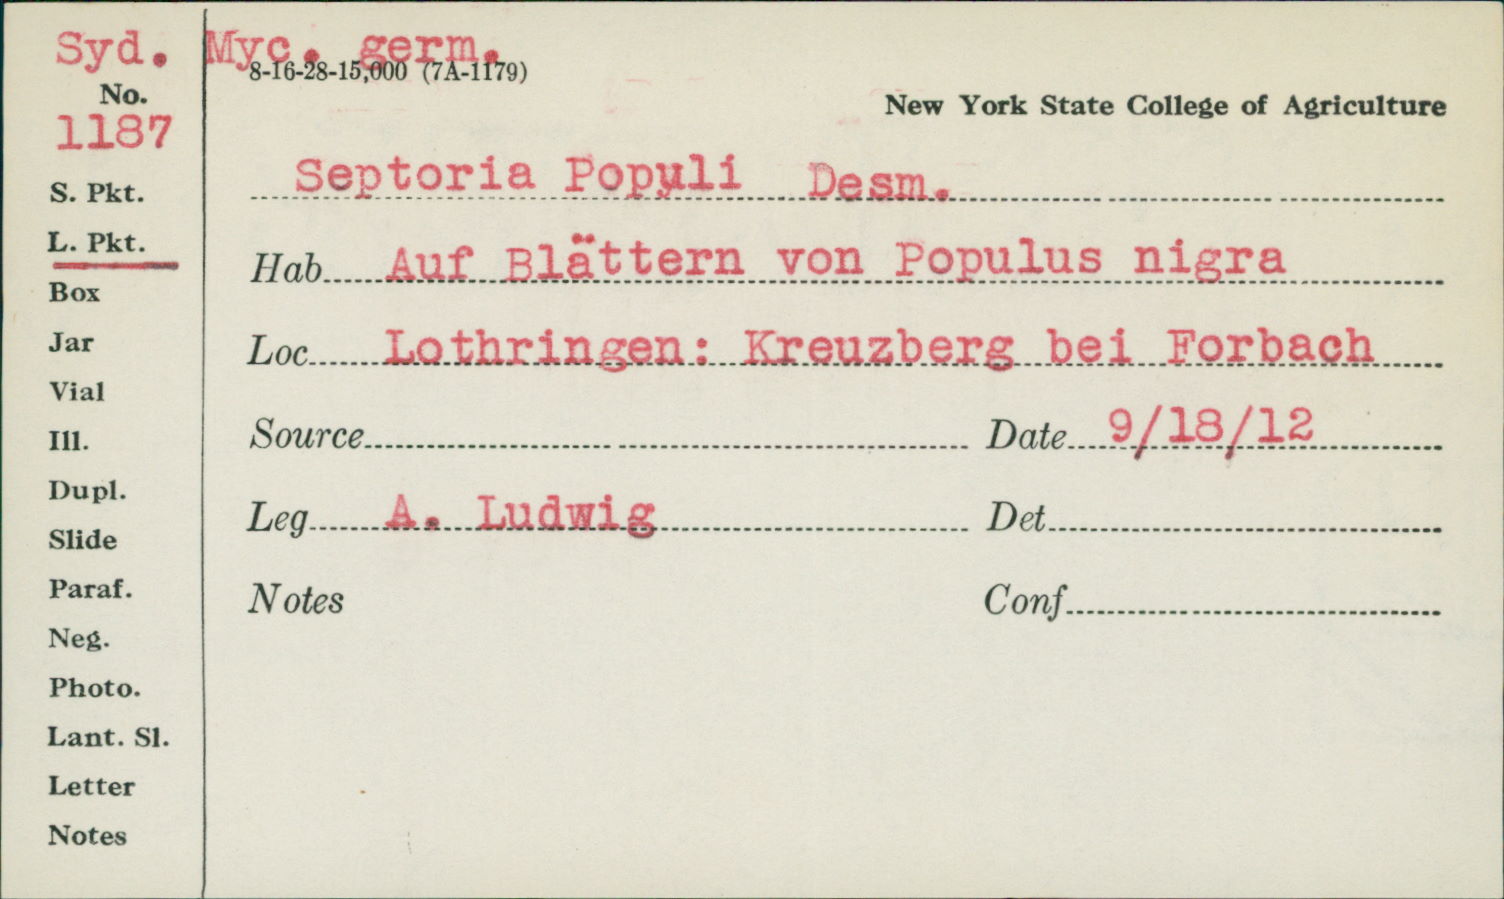 Syd. Myc. germ.
8-16-28-15,000 (7A-1179)
No.
1187
New York State College of Agriculture
Septoria Populi Desm.
S. Pkt.
L. Pkt.
Hab Auf Blättern von Populus nigra
Box
Jar
Loc Lothringen: Kreuzberg bei Forbach
Vial
Ill.
Source Date 9/18/12
Dupl.
Leg A. Ludwig Det
Slide
Paraf.
Notes Conf
Neg.
Photo.
Lant. Sl.
Letter
Notes